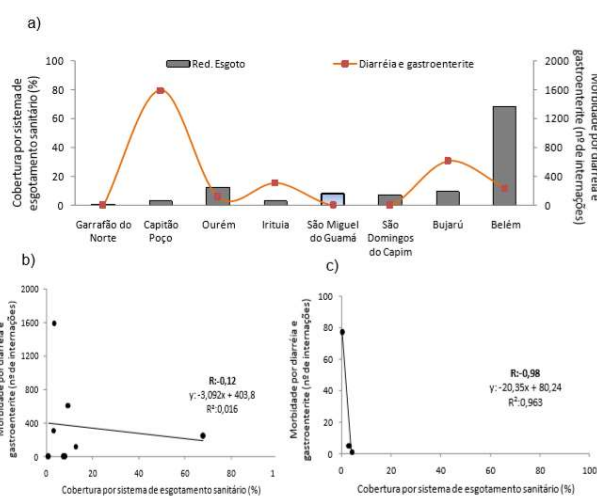 a)
Red. Esgoto
Diarréia e gastroenterite
Cobertura por sistema de
esgotamento sanitário (%)
100
80
60
40
20
0
2000
1600
1200
800
400
0
Morbidade por diarréia e
gastroenterite (nº de internações)
Garrafão do
Norte
Capitão
Poço
Ourém
Irituia
São Miguel
do Guamá
São
Domingos
do Capim
Bujarú
Belém
b)
Morbidade por diarréia e
gastroenterite (nº de internações)
2000
1600
1200
800
400
0
R:-0,12
y:-3,092x + 403,8
R²:0,016
0
20
40
60
80
1
Cobertura por sistema de esgotamento sanitário (%)
c)
Morbidade por diarréia e
gastroenterite (nº de internações)
100
80
60
40
20
0
R:-0,98
y:-20,35x + 80,24
R²:0,963
0
20
40
60
80
100
Cobertura por sistema de esgotamento sanitário (%)